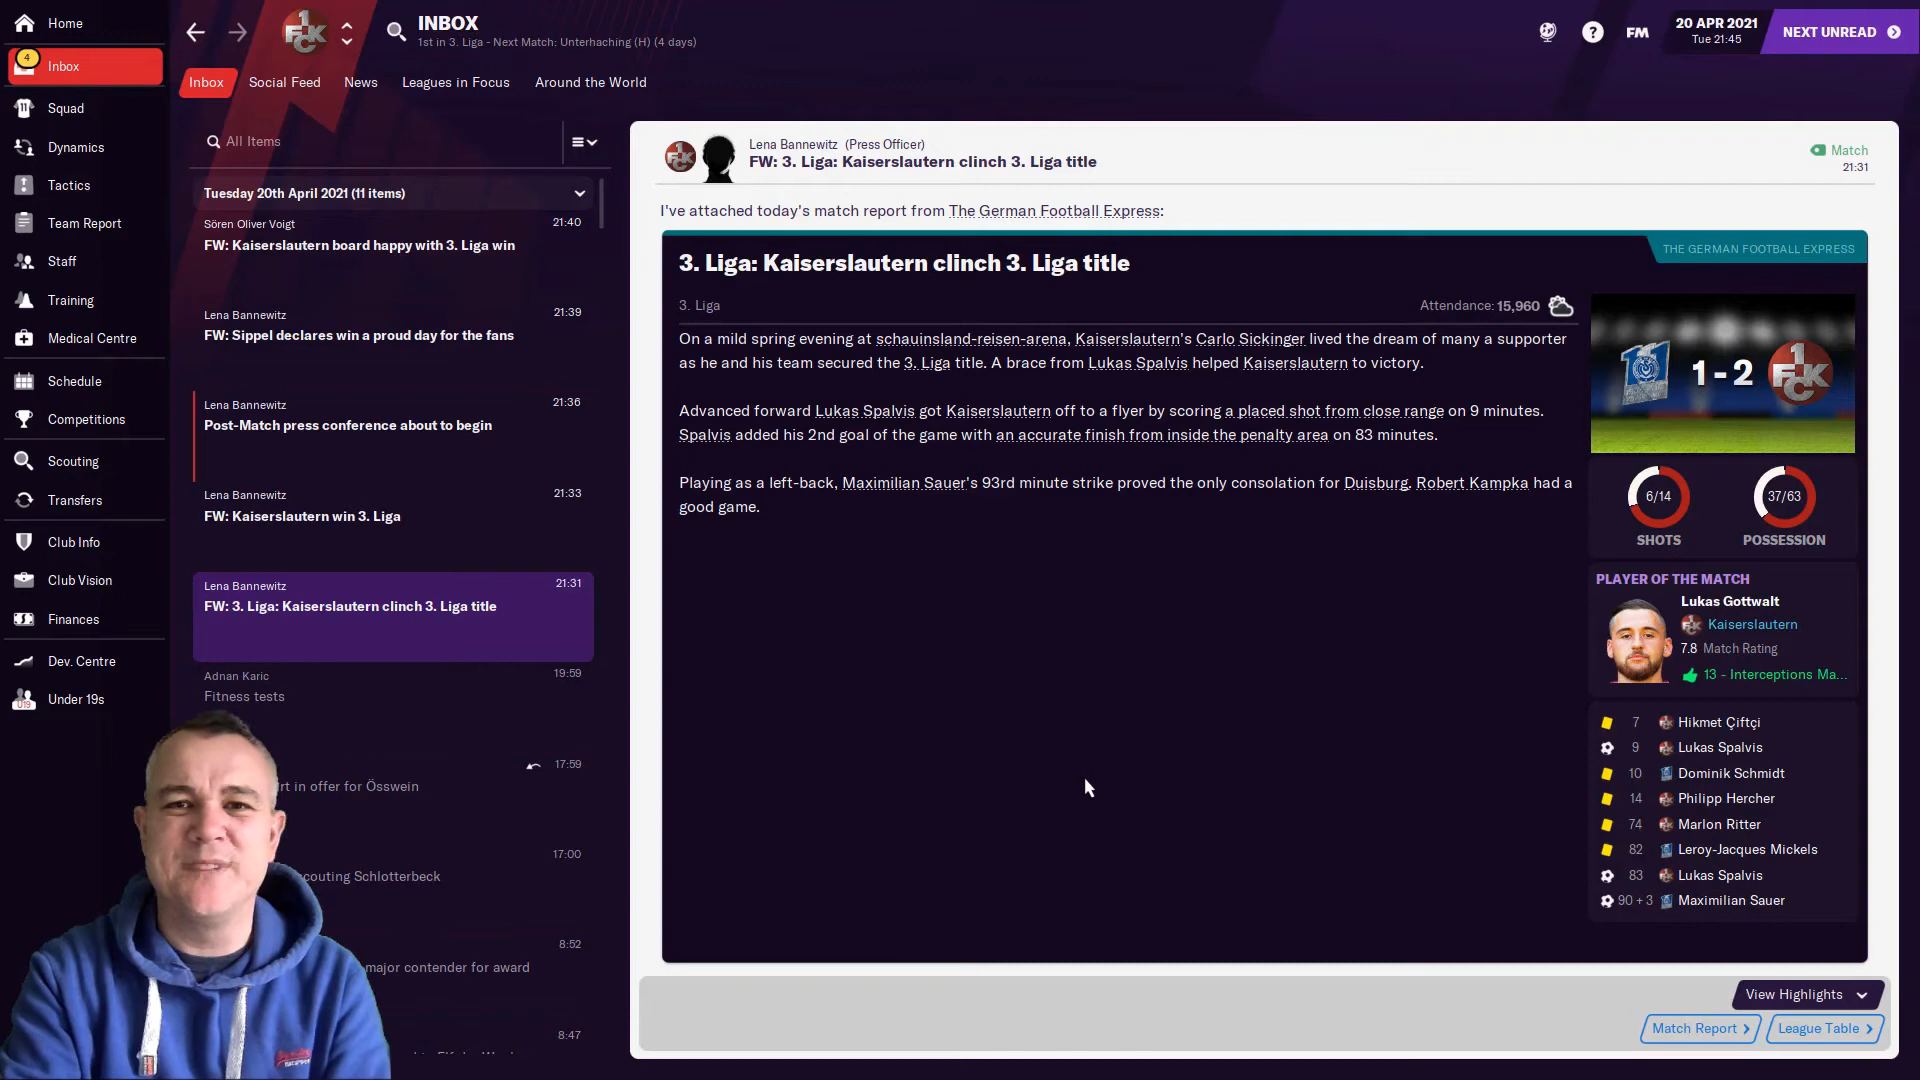 Home
4
Inbox
Squad
Dynamics
Tactics
Team Report
Staff
Training
Medical Centre
Schedule
Competitions
Scouting
Transfers
Club Info
Club Vision
Finances
Dev. Centre
U19
Under 19s
INBOX
1st in 3. Liga - Next Match: Unterhaching (H) (4 days)
?
FM
20 APR 2021
Tue 21:45
NEXT UNREAD
Inbox
Social Feed
News
Leagues in Focus
Around the World
All Items
Tuesday 20th April 2021 (11 items)
Sören Oliver Voigt
21:40
FW: Kaiserslautern board happy with 3. Liga win
Lena Bannewitz
21:39
FW: Sippel declares win a proud day for the fans
Lena Bannewitz
21:36
Post-Match press conference about to begin
Lena Bannewitz
21:33
FW: Kaiserslautern win 3. Liga
Lena Bannewitz
21:31
FW: 3. Liga: Kaiserslautern clinch 3. Liga title
Adnan Karic
19:59
Fitness tests
17:59
rt in offer for Össwein
17:00
scouting Schlotterbeck
8:52
major contender for award
8:47
Lena Bannewitz (Press Officer)
FW: 3. Liga: Kaiserslautern clinch 3. Liga title
Match
21:31
I've attached today's match report from The German Football Express:
THE GERMAN FOOTBALL EXPRESS
3. Liga: Kaiserslautern clinch 3. Liga title
3. Liga
Attendance: 15,960
On a mild spring evening at schauinsland-reisen-arena, Kaiserslautern's Carlo Sickinger lived the dream of many a supporter
as he and his team secured the 3. Liga title. A brace from Lukas Spalvis helped Kaiserslautern to victory.
Advanced forward Lukas Spalvis got Kaiserslautern off to a flyer by scoring a placed shot from close range on 9 minutes.
Spalvis added his 2nd goal of the game with an accurate finish from inside the penalty area on 83 minutes.
Playing as a left-back, Maximilian Sauer's 93rd minute strike proved the only consolation for Duisburg. Robert Kampka had a
good game.
1 - 2
6/14
SHOTS
37/63
POSSESSION
PLAYER OF THE MATCH
Lukas Gottwalt
Kaiserslautern
7.8 Match Rating
13 - Interceptions Ma...
7 Hikmet Çiftçi
9 Lukas Spalvis
10 Dominik Schmidt
14 Philipp Hercher
74 Marlon Ritter
82 Leroy-Jacques Mickels
83 Lukas Spalvis
90 + 3 Maximilian Sauer
View Highlights
Match Report
League Table